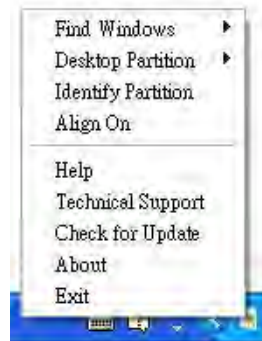 Find Windows
Desktop Partition
Identify Partition
Align On
Help
Technical Support
Check for Update
About
Exit